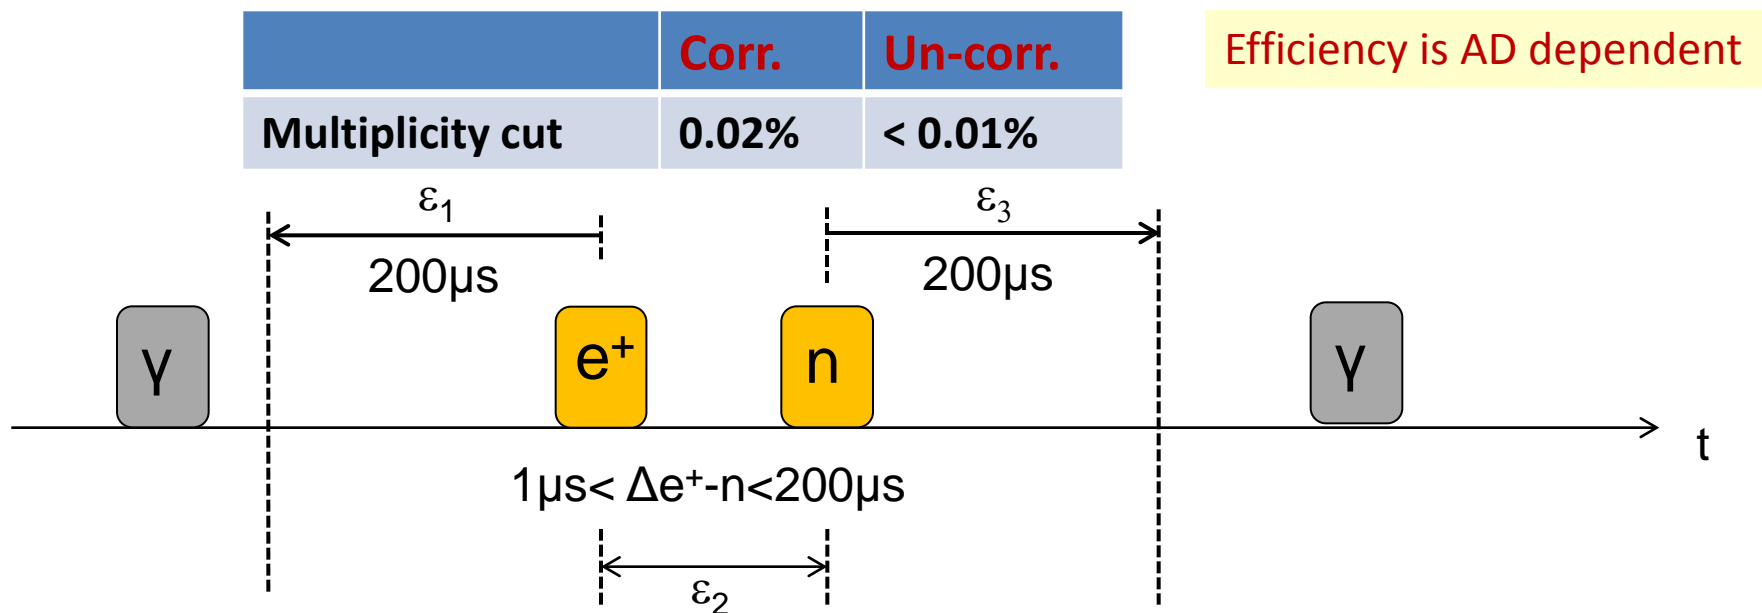 Corr. Un-corr. Efficiency is AD dependent
Multiplicity cut 0.02% < 0.01%
ε1 ε3
200μs 200μs
γ e+ n γ
t
1μs< Δe+-n<200μs
ε2